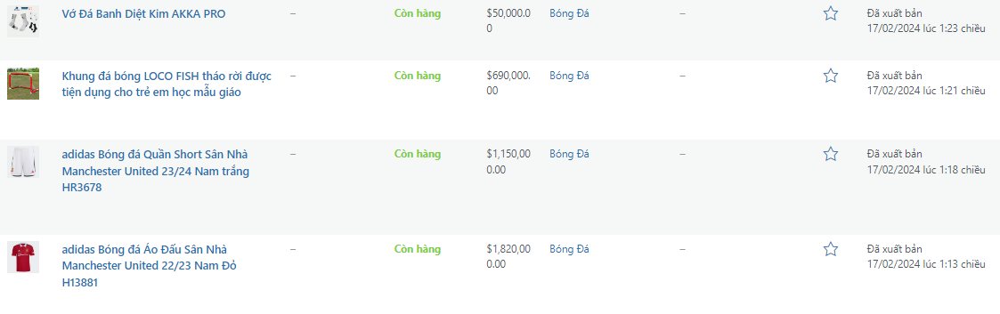 Vớ Đá Banh Diệt Kim AKKA PRO – Còn hàng $50,000.0 Bóng Đá – Đã xuất bản
0 17/02/2024 lúc 1:23 chiều
Khung đá bóng LOCO FISH tháo rời được – Còn hàng $690,000. Bóng Đá – Đã xuất bản
tiện dụng cho trẻ em học mẫu giáo 00 17/02/2024 lúc 1:21 chiều
adidas Bóng đá Quần Short Sân Nhà – Còn hàng $1,150,00 Bóng Đá – Đã xuất bản
Manchester United 23/24 Nam trắng 0.00 17/02/2024 lúc 1:18 chiều
HR3678
adidas Bóng đá Áo Đấu Sân Nhà – Còn hàng $1,820,00 Bóng Đá – Đã xuất bản
Manchester United 22/23 Nam Đỏ 0.00 17/02/2024 lúc 1:13 chiều
H13881